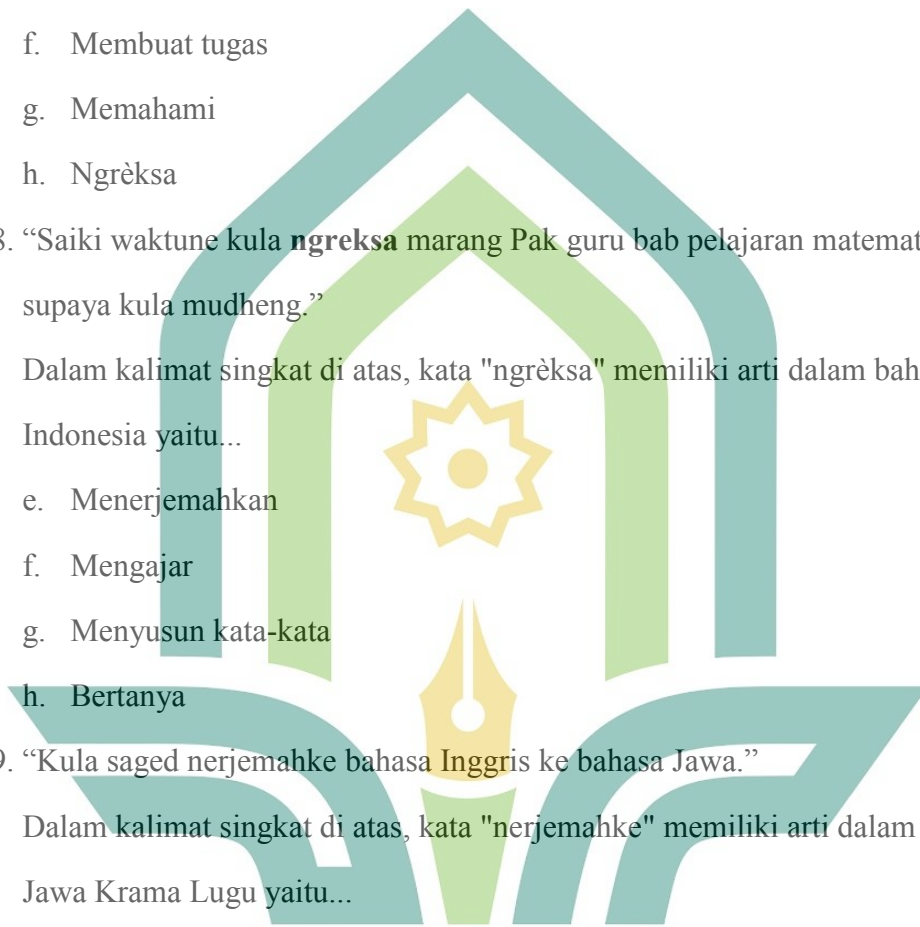 f. Membuat tugas
g. Memahami
h. Ngrèksa
8. “Saiki waktune kula ngreksa marang Pak guru bab pelajaran matemat
supaya kula mudheng.”
Dalam kalimat singkat di atas, kata "ngrèksa" memiliki arti dalam bah
Indonesia yaitu...
e. Menerjemahkan
f. Mengajar
g. Menyusun kata-kata
h. Bertanya
9. “Kula saged nerjemahke bahasa Inggris ke bahasa Jawa.”
Dalam kalimat singkat di atas, kata "nerjemahke" memiliki arti dalam
Jawa Krama Lugu yaitu...